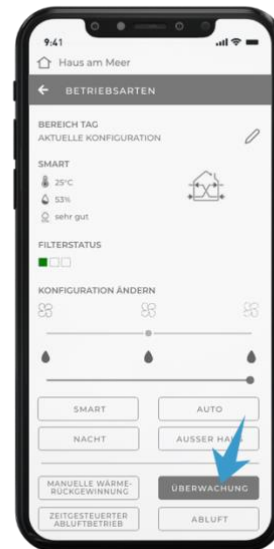 9:41
Haus am Meer
BETRIEBSARTEN
BEREICH TAG
AKTUELLE KONFIGURATION
SMART
25°C
53%
sehr gut
FILTERSTATUS
KONFIGURATION ÄNDERN
SMART
AUTO
NACHT
AUSSER HAUS
MANUELLE WÄRME-
RÜCKGEWINNUNG
ÜBERWACHUNG
ZEITGESTEUERTER
ABLUFTBETRIEB
ABLUFT